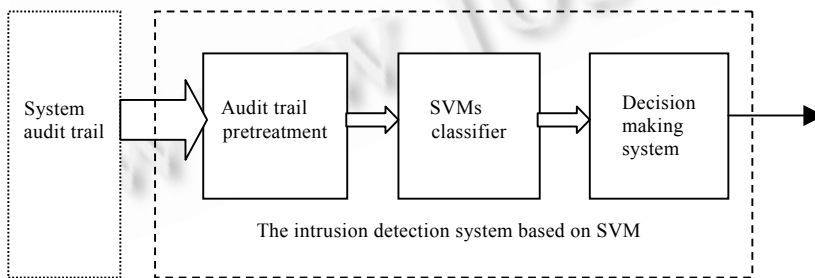 System
audit trail
Audit trail
pretreatment
SVMs
classifier
Decision
making
system
The intrusion detection system based on SVM